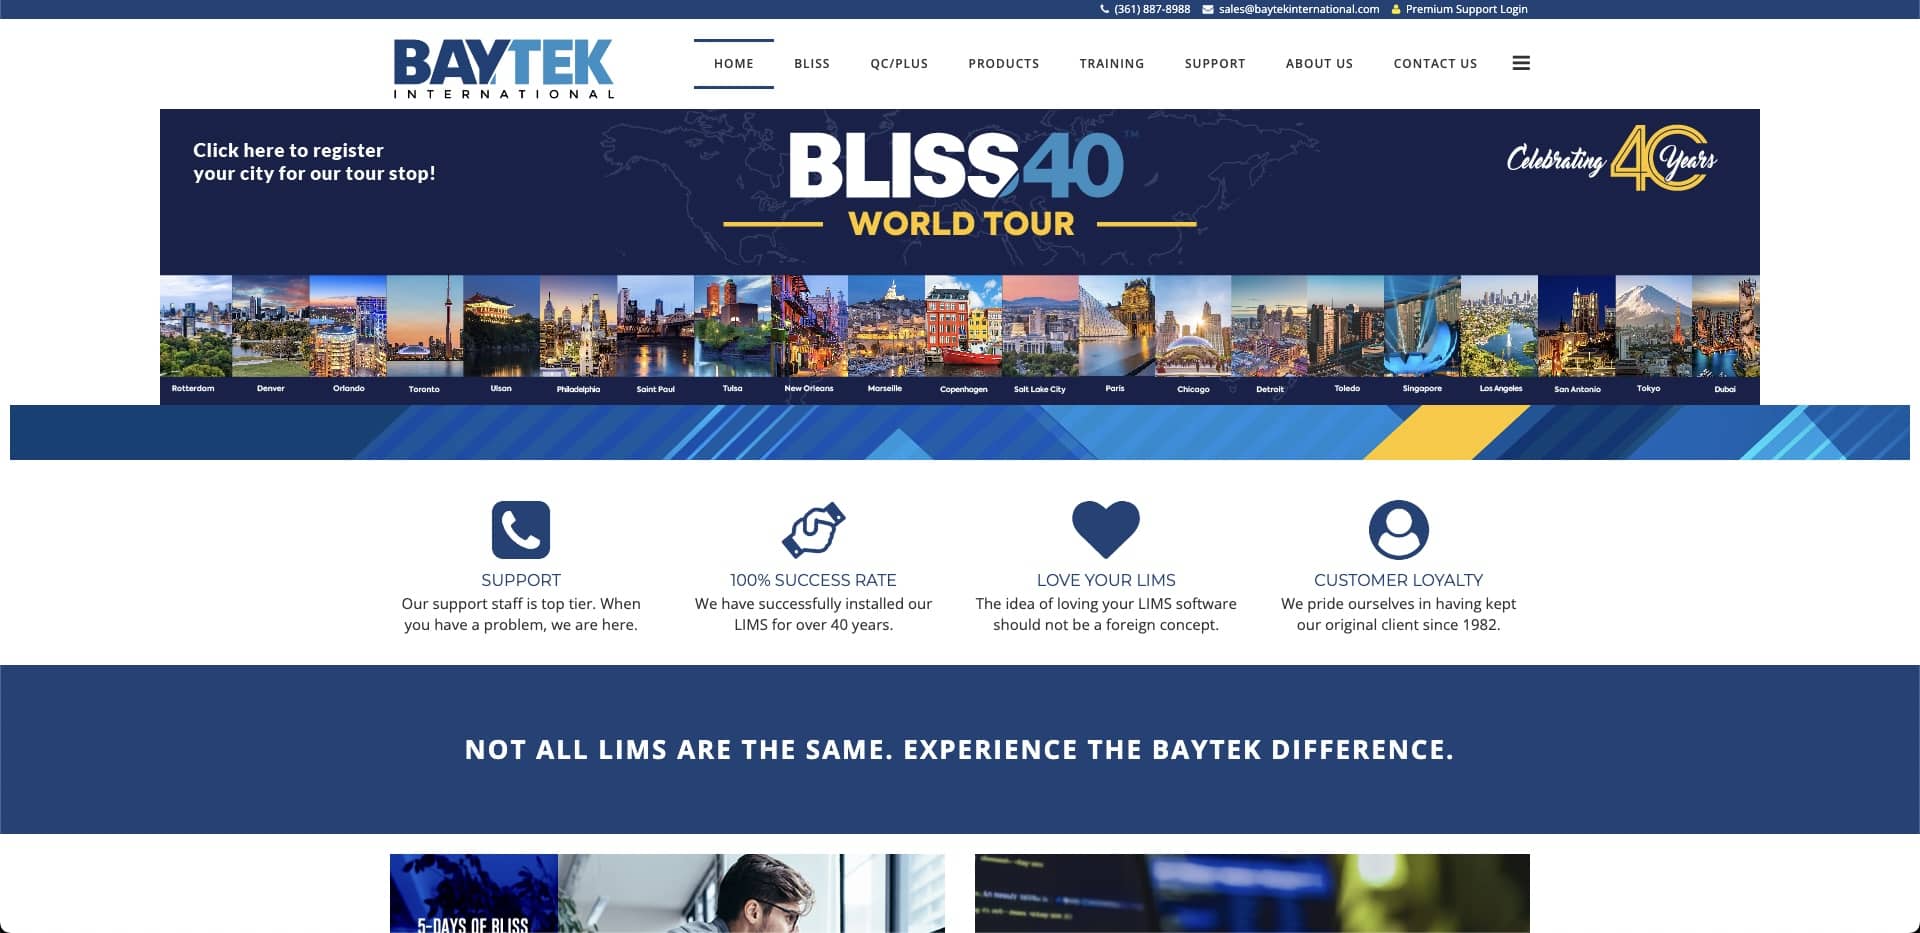 (361) 887-8988 sales@baytekinternational.com Premium Support Login
BAYTEK
INTERNATIONAL
HOME BLISS QC/PLUS PRODUCTS TRAINING SUPPORT ABOUT US CONTACT US
Click here to register
your city for our tour stop!
BLISS40™
WORLD TOUR
Celebrating 40 Years
Rotterdam Denver Orlando Toronto Ulsan Philadelphia Saint Paul Tulsa New Orleans Marseille Copenhagen Salt Lake City Paris Chicago Detroit Toledo Singapore Los Angeles San Antonio Tokyo Dubai
SUPPORT
Our support staff is top tier. When
you have a problem, we are here.
100% SUCCESS RATE
We have successfully installed our
LIMS for over 40 years.
LOVE YOUR LIMS
The idea of loving your LIMS software
should not be a foreign concept.
CUSTOMER LOYALTY
We pride ourselves in having kept
our original client since 1982.
NOT ALL LIMS ARE THE SAME. EXPERIENCE THE BAYTEK DIFFERENCE.
5-DAYS OF BLISS